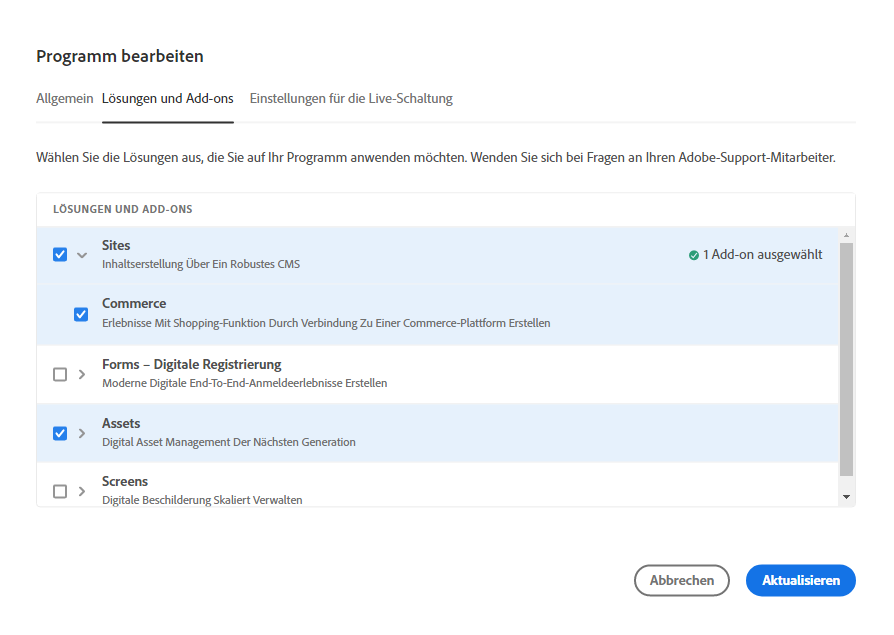 Programm bearbeiten
Allgemein Lösungen und Add-ons Einstellungen für die Live-Schaltung
Wählen Sie die Lösungen aus, die Sie auf Ihr Programm anwenden möchten. Wenden Sie sich bei Fragen an Ihren Adobe-Support-Mitarbeiter.
LÖSUNGEN UND ADD-ONS
Sites
Inhaltserstellung Über Ein Robustes CMS
1 Add-on ausgewählt
Commerce
Erlebnisse Mit Shopping-Funktion Durch Verbindung Zu Einer Commerce-Plattform Erstellen
Forms – Digitale Registrierung
Moderne Digitale End-To-End-Anmeldeerlebnisse Erstellen
Assets
Digital Asset Management Der Nächsten Generation
Screens
Digitale Beschilderung Skaliert Verwalten
Abbrechen Aktualisieren